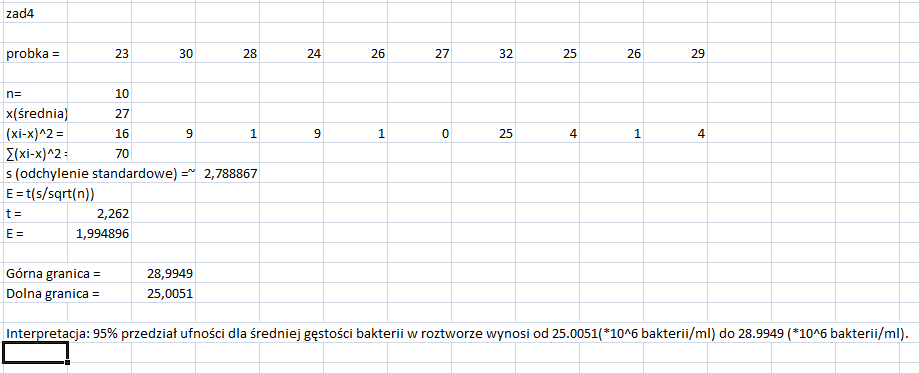 zad4
probka = 23 30 28 24 26 27 32 25 26 29
n= 10
x(średnia) 27
(xi-x)^2 = 16 9 1 9 1 0 25 4 1 4
∑(xi-x)^2 = 70
s (odchylenie standardowe) =~ 2,788867
E = t(s/sqrt(n))
t = 2,262
E = 1,994896
Górna granica = 28,9949
Dolna granica = 25,0051
Interpretacja: 95% przedział ufności dla średniej gęstości bakterii w roztworze wynosi od 25.0051(*10^6 bakterii/ml) do 28.9949 (*10^6 bakterii/ml).